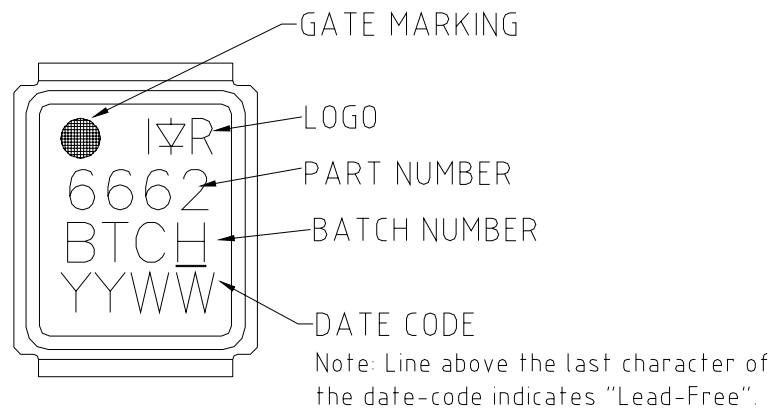 GATE MARKING
I R
LOGO
6662
PART NUMBER
BTCH
BATCH NUMBER
YYWW
DATE CODE
Note: Line above the last character of
the date-code indicates "Lead-Free".